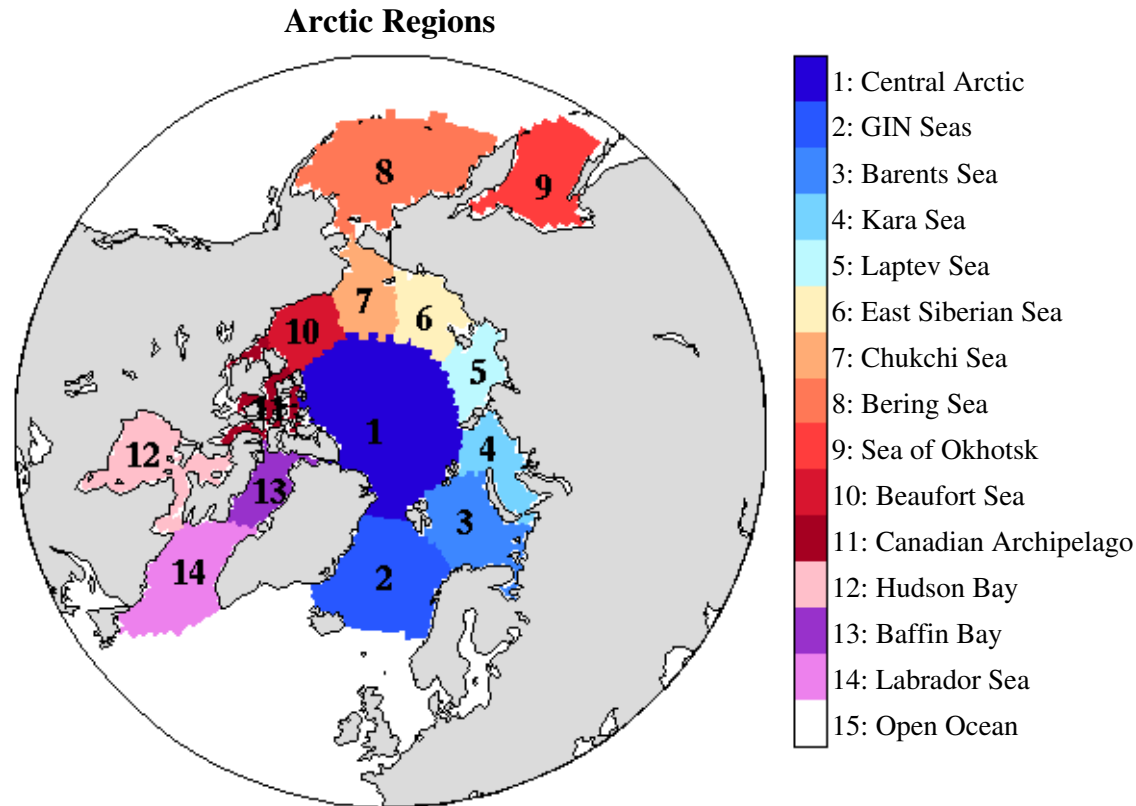 Arctic Regions
8
9
7
6
10
5
11
1
12
4
13
3
14
2
1: Central Arctic
2: GIN Seas
3: Barents Sea
4: Kara Sea
5: Laptev Sea
6: East Siberian Sea
7: Chukchi Sea
8: Bering Sea
9: Sea of Okhotsk
10: Beaufort Sea
11: Canadian Archipelago
12: Hudson Bay
13: Baffin Bay
14: Labrador Sea
15: Open Ocean